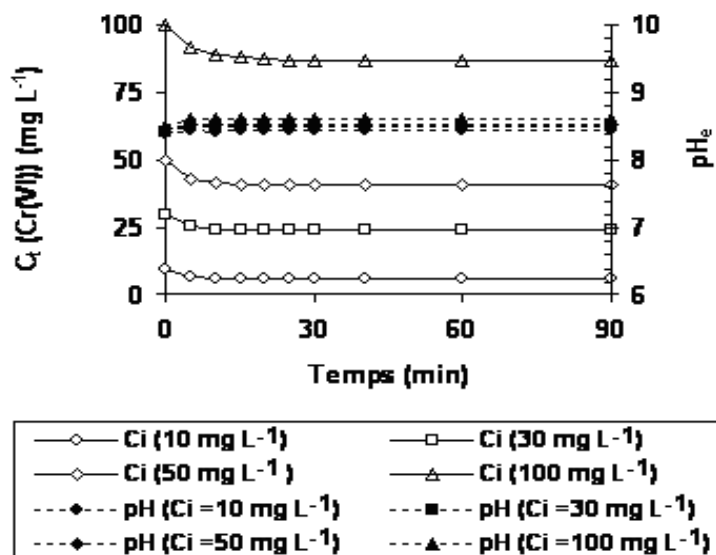 100
75
50
25
0
C_t (Cr(VI)) (mg L⁻¹)
10
9
8
7
6
pH_e
0 30 60 90
Temps (min)
Ci (10 mg L⁻¹) Ci (30 mg L⁻¹)
Ci (50 mg L⁻¹ ) Ci (100 mg L⁻¹)
pH (Ci =10 mg L⁻¹) pH (Ci =30 mg L⁻¹)
pH (Ci =50 mg L⁻¹) pH (Ci =100 mg L⁻¹)